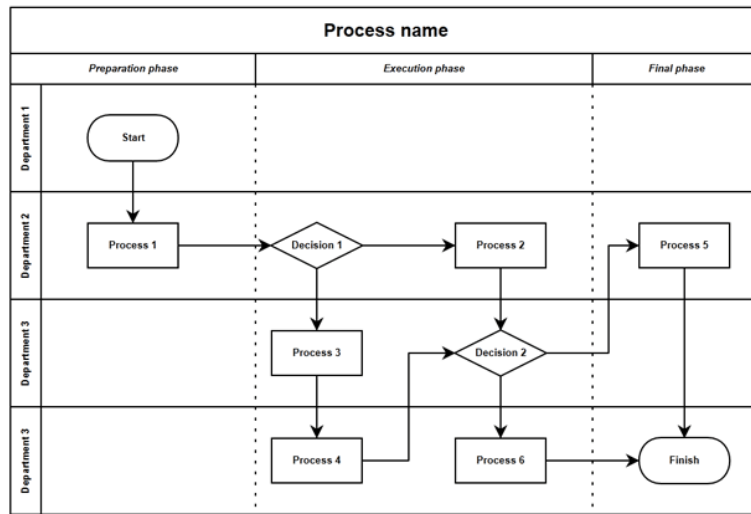 Process name
Preparation phase
Execution phase
Final phase
Department 1
Start
Department 2
Process 1
Decision 1
Process 2
Process 5
Department 3
Process 3
Decision 2
Department 3
Process 4
Process 6
Finish